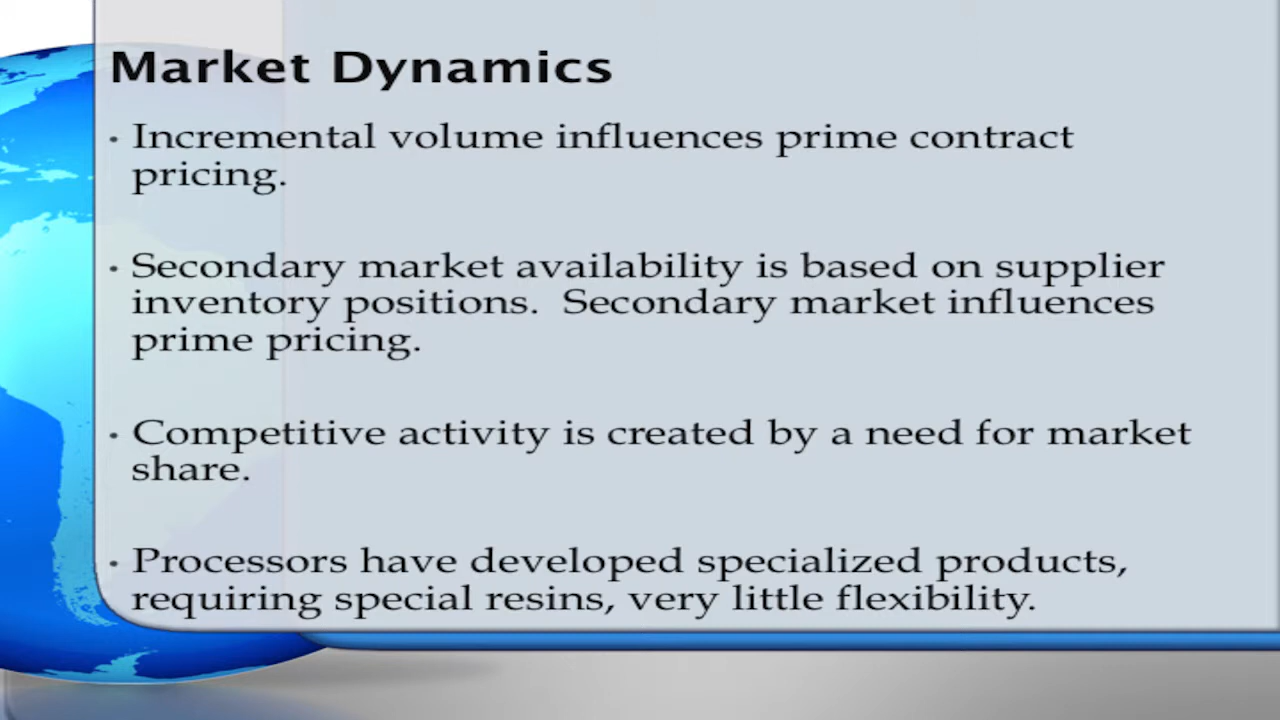 Market Dynamics
• Incremental volume influences prime contract
pricing.
• Secondary market availability is based on supplier
inventory positions.  Secondary market influences
prime pricing.
• Competitive activity is created by a need for market
share.
• Processors have developed specialized products,
requiring special resins, very little flexibility.